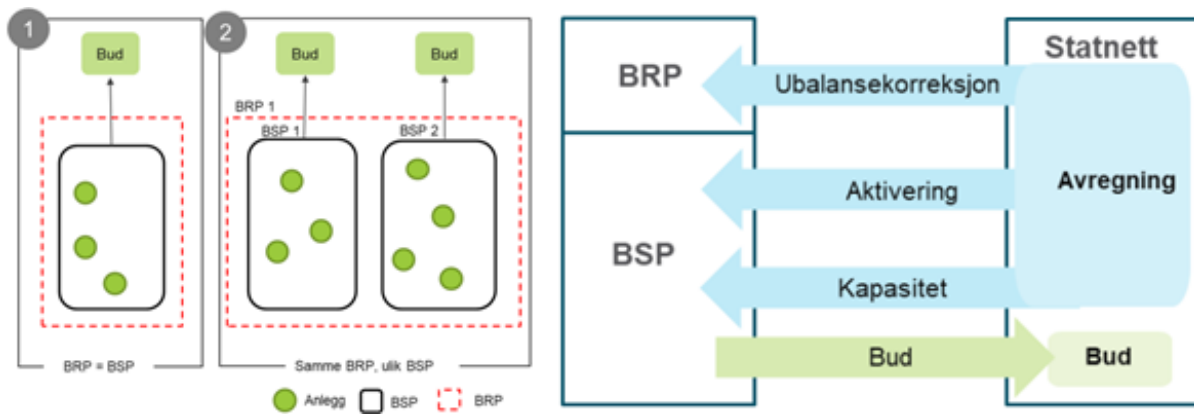 1
Bud
BRP = BSP
2
Bud
Bud
BRP 1
BSP 1
BSP 2
Samme BRP, ulik BSP
Anlegg
BSP
BRP
BRP
BSP
Statnett
Ubalansekorreksjon
Avregning
Aktivering
Kapasitet
Bud
Bud